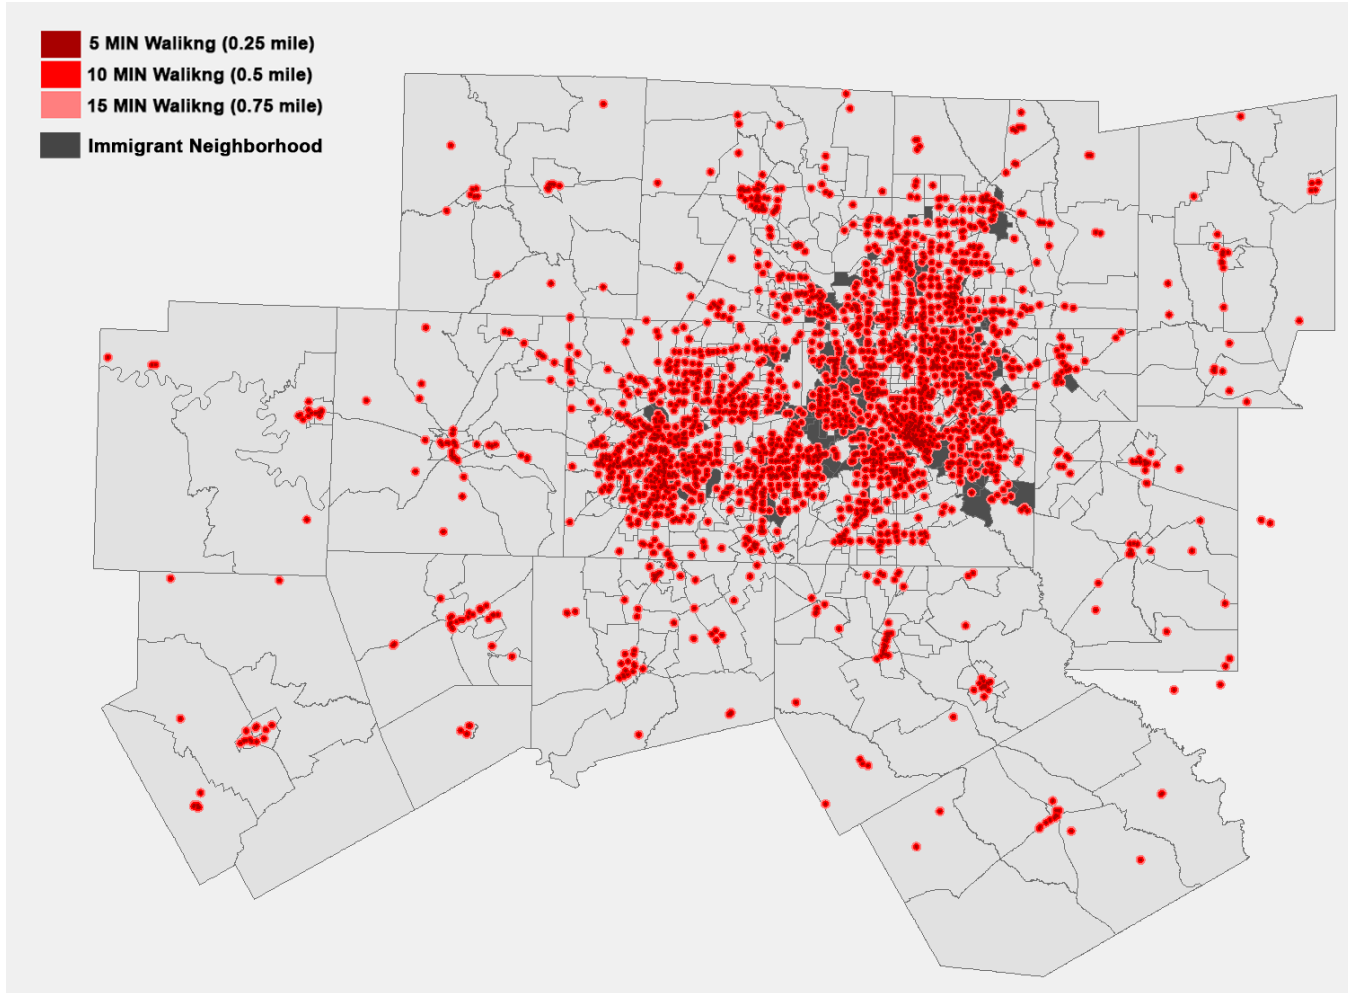 5 MIN Walikng (0.25 mile)
10 MIN Walikng (0.5 mile)
15 MIN Walikng (0.75 mile)
Immigrant Neighborhood